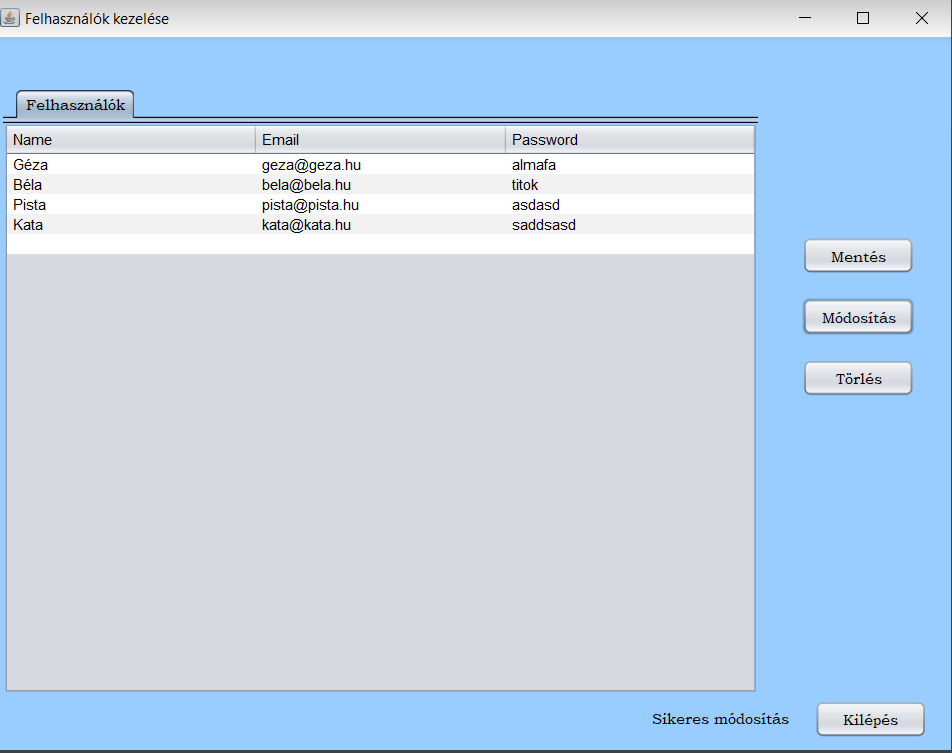 Felhasználók kezelése
Felhasználók
Name Email Password
Géza geza@geza.hu almafa
Béla bela@bela.hu titok
Pista pista@pista.hu asdasd
Kata kata@kata.hu saddsasd
Mentés
Módosítás
Törlés
Sikeres módosítás Kilépés